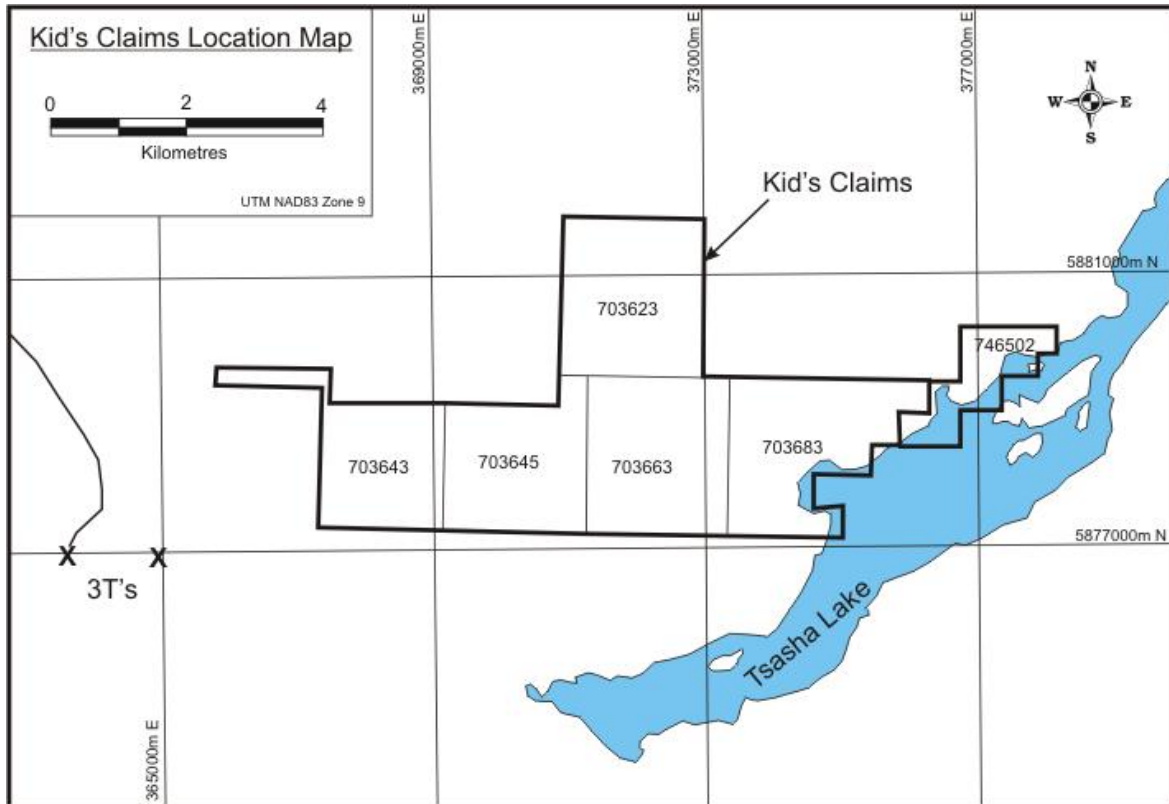 Kid's Claims Location Map
0 2 4
Kilometres
UTM NAD83 Zone 9
369000m E
373000m E
377000m E
N
W E
S
Kid's Claims
5881000m N
703623
746502
703643
703645
703663
703683
5877000m N
X X
3T's
Tsasha Lake
365000m E